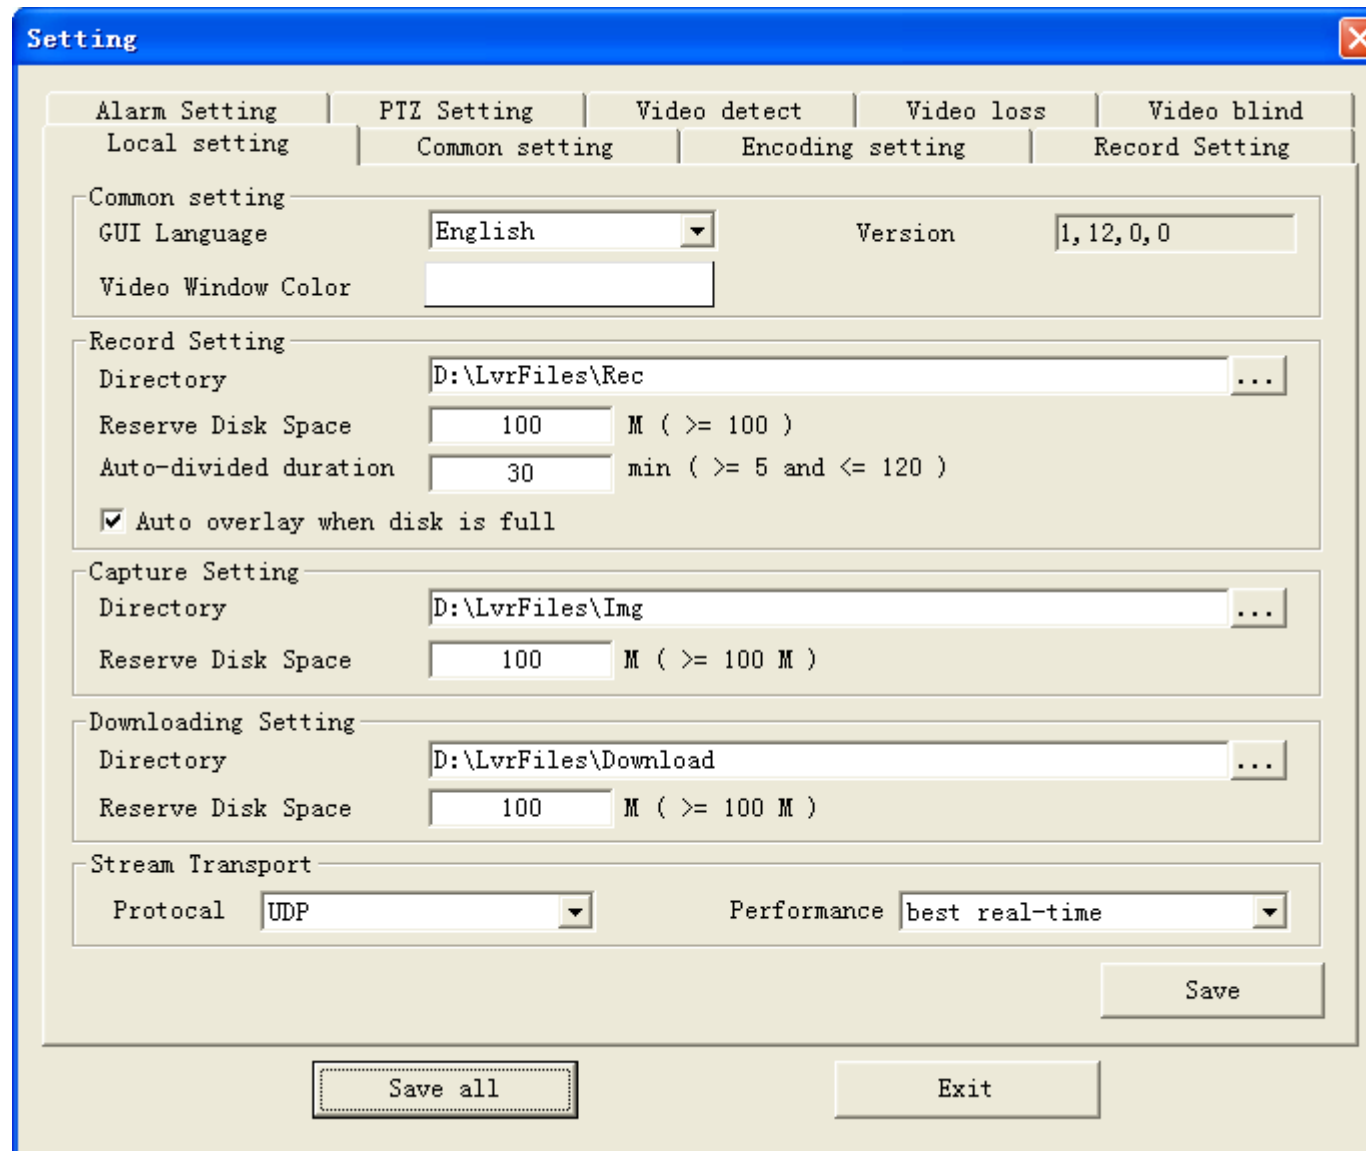 Setting
Alarm Setting PTZ Setting Video detect Video loss Video blind
Local setting Common setting Encoding setting Record Setting
Common setting
GUI Language English Version 1,12,0,0
Video Window Color
Record Setting
Directory D:\LvrFiles\Rec ...
Reserve Disk Space 100 M ( >= 100 )
Auto-divided duration 30 min ( >= 5 and <= 120 )
Auto overlay when disk is full
Capture Setting
Directory D:\LvrFiles\Img ...
Reserve Disk Space 100 M ( >= 100 M )
Downloading Setting
Directory D:\LvrFiles\Download ...
Reserve Disk Space 100 M ( >= 100 M )
Stream Transport
Protocal UDP Performance best real-time
Save
Save all Exit